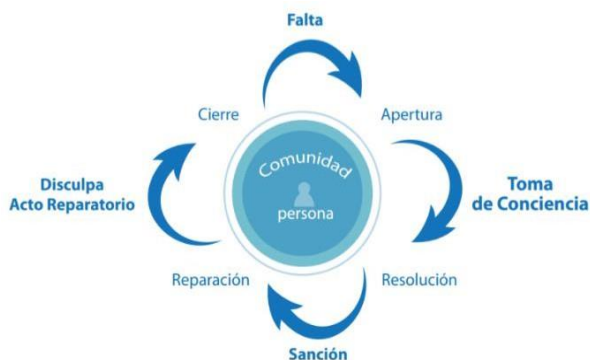 Falta
Cierre
Apertura
Comunidad
persona
Disculpa
Acto Reparatorio
Toma
de Conciencia
Reparación
Resolución
Sanción